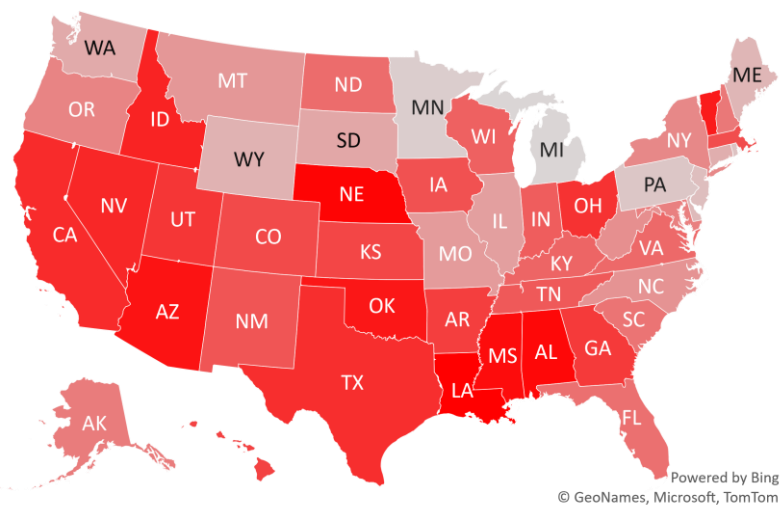 WA
ME
MT
ND
MN
OR
ID
WI
NY
SD
MI
WY
PA
IA
NE
OH
IL
IN
NV
UT
CA
CO
VA
KS
MO
KY
NC
TN
OK
AZ
NM
AR
SC
GA
MS
AL
TX
LA
FL
AK
Powered by Bing
© GeoNames, Microsoft, TomTom